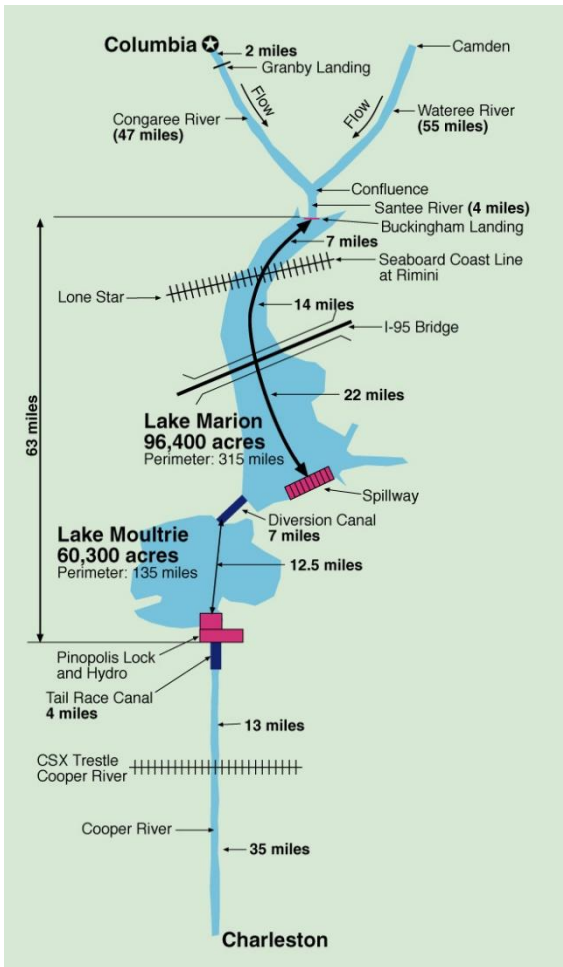 Columbia
2 miles
Granby Landing
Camden
Flow
Flow
Congaree River
(47 miles)
Wateree River
(55 miles)
Confluence
Santee River (4 miles)
Buckingham Landing
7 miles
Seaboard Coast Line
at Rimini
Lone Star
14 miles
I-95 Bridge
63 miles
22 miles
Lake Marion
96,400 acres
Perimeter: 315 miles
Spillway
Diversion Canal
7 miles
Lake Moultrie
60,300 acres
Perimeter: 135 miles
12.5 miles
Pinopolis Lock
and Hydro
Tail Race Canal
4 miles
13 miles
CSX Trestle
Cooper River
Cooper River
35 miles
Charleston